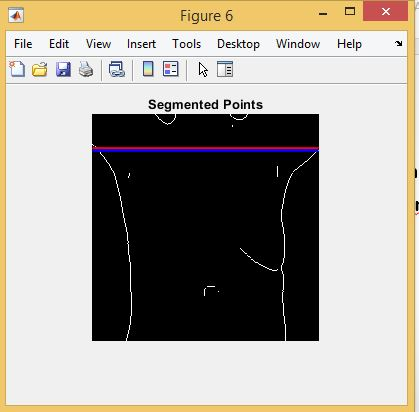 Figure 6
File Edit View Insert Tools Desktop Window Help
Segmented Points